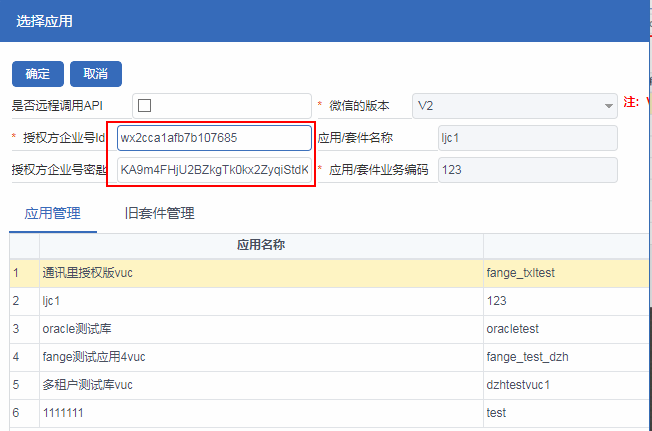 选择应用
确定 取消
是否远程调用API * 微信的版本 V2 注: V
* 授权方企业号Id wx2cca1afb7b107685 应用/套件名称 ljc1
授权方企业号密匙 KA9m4FHjU2BZkgTk0kx2ZyqiStdK * 应用/套件业务编码 123
应用管理 旧套件管理
应用名称
1 通讯里授权版vuc fange_txltest
2 ljc1 123
3 oracle测试库 oracletest
4 fange测试应用4vuc fange_test_dzh
5 多租户测试库vuc dzhtestvuc1
6 1111111 test